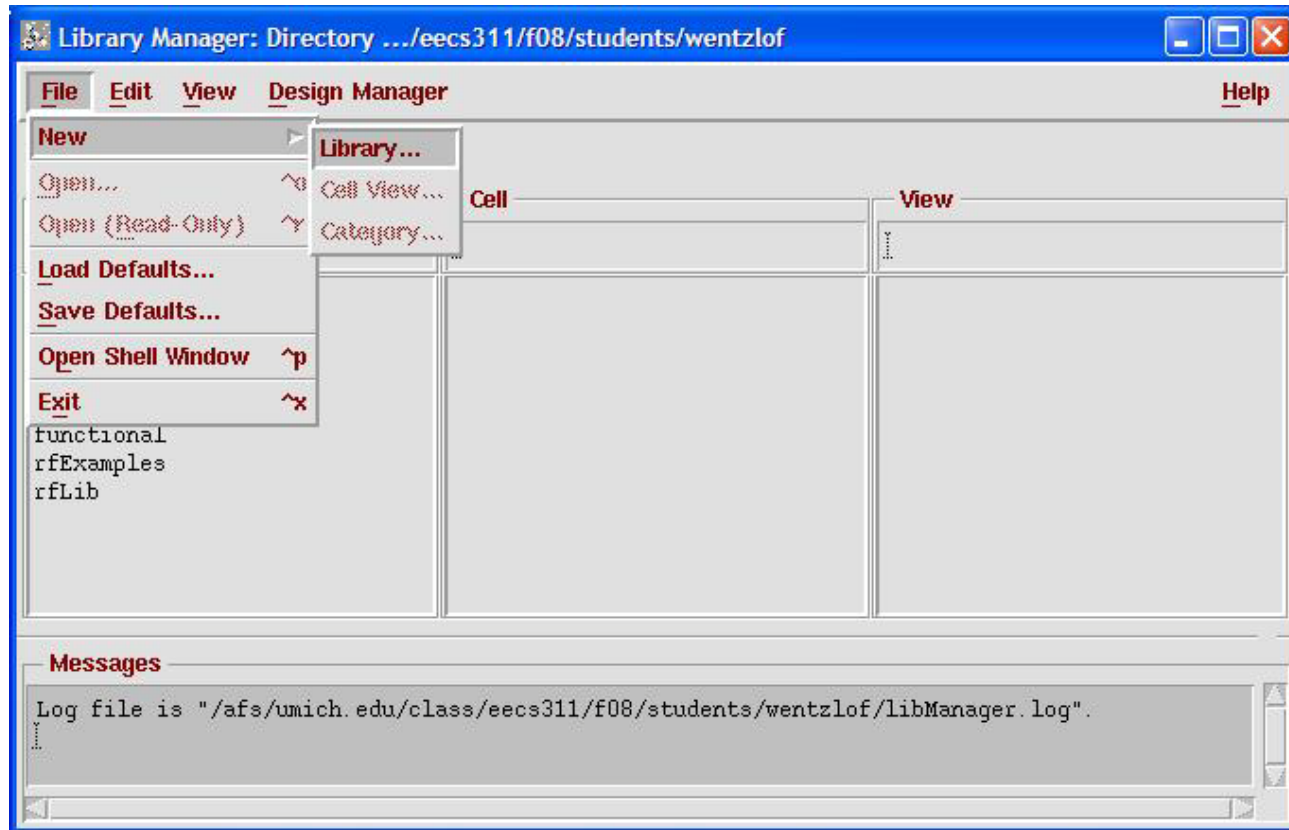 Library Manager: Directory .../eecs311/f08/students/wentzlof
File Edit View Design Manager Help
New
Library...
Open... ^o
Cell View...
Open (Read-Only) ^r
Category...
Load Defaults...
Save Defaults...
Open Shell Window ^p
Exit ^x
Cell
View
functional
rfExamples
rfLib
Messages
Log file is "/afs/umich.edu/class/eecs311/f08/students/wentzlof/libManager.log".